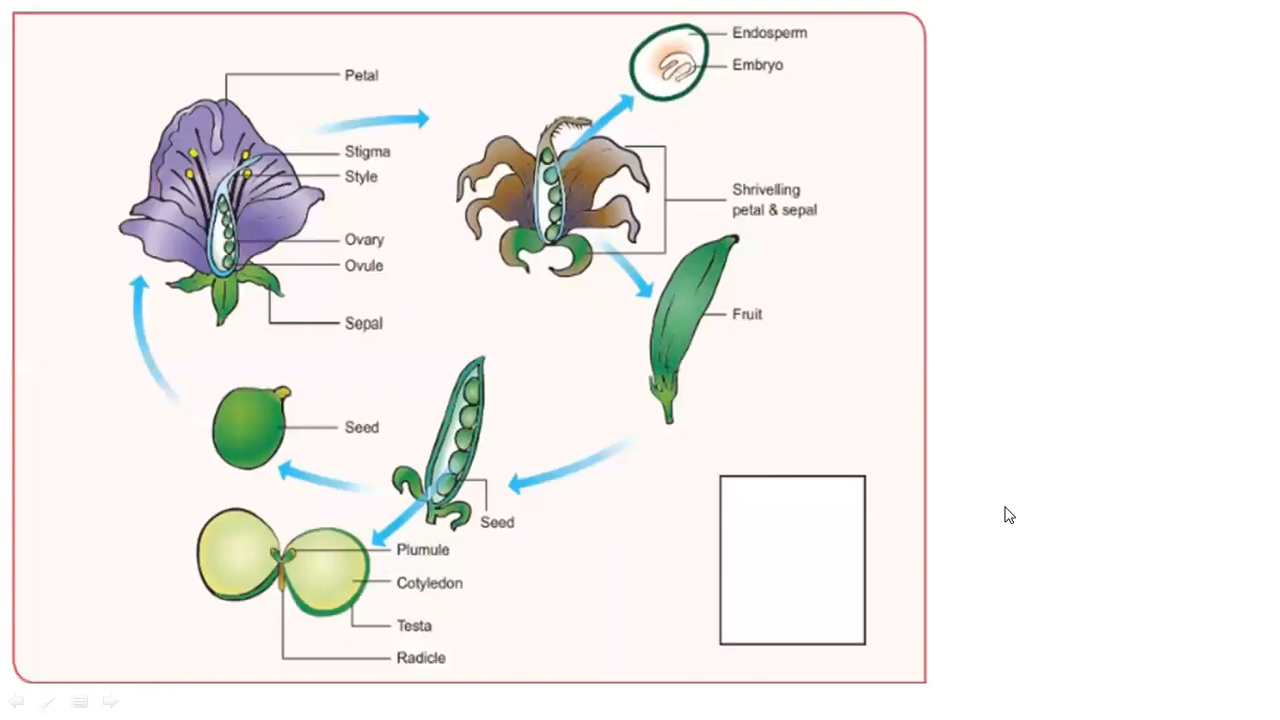 Endosperm
Embryo
Petal
Stigma
Style
Shrivelling
petal & sepal
Ovary
Ovule
Sepal
Fruit
Seed
Seed
Plumule
Cotyledon
Testa
Radicle